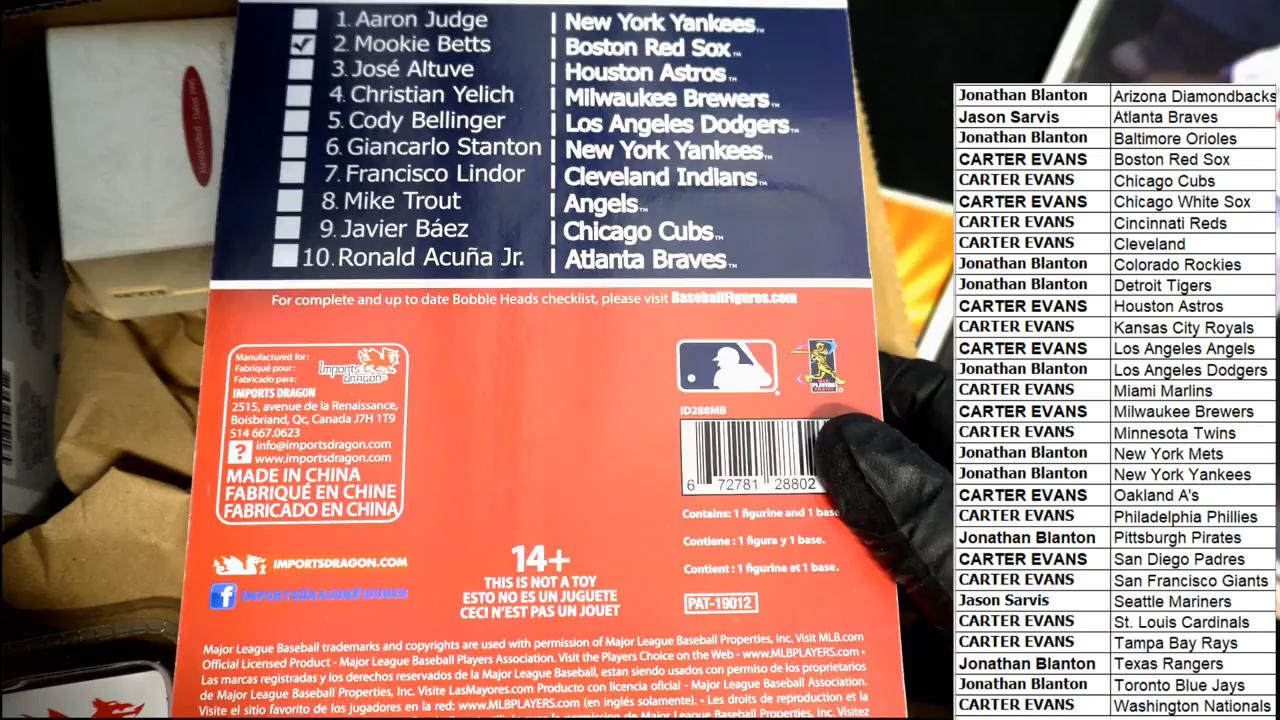 1. Aaron Judge | New York Yankees™
2. Mookie Betts | Boston Red Sox™
3. José Altuve | Houston Astros™
4. Christian Yelich | Milwaukee Brewers™
5. Cody Bellinger | Los Angeles Dodgers™
6. Giancarlo Stanton | New York Yankees™
7. Francisco Lindor | Cleveland Indians™
8. Mike Trout | Angels™
9. Javier Báez | Chicago Cubs™
10. Ronald Acuña Jr. | Atlanta Braves™
For complete and up to date Bobble Heads checklist, please visit BaseballFigures.com
Manufactured for:
Fabriqué pour:
Fabricado para:
Imports DRAGON
IMPORTS DRAGON
2515, avenue de la Renaissance,
Boisbriand, Qc, Canada J7H 1T9
514 667.0623
? info@importsdragon.com
www.importsdragon.com
MADE IN CHINA
FABRIQUÉ EN CHINE
FABRICADO EN CHINA
IMPORTSDRAGON.COM
f IMPORTSDRAGONFIGURES
14+
THIS IS NOT A TOY
ESTO NO ES UN JUGUETE
CECI N'EST PAS UN JOUET
ID288MB
6 72781 28802
Contains: 1 figurine and 1 base
Contiene : 1 figura y 1 base.
Contient : 1 figurine et 1 base.
PAT-19012
Major League Baseball trademarks and copyrights are used with permission of Major League Baseball Properties, Inc. Visit MLB.com
Official Licensed Product - Major League Baseball Players Association. Visit the Players Choice on the Web - www.MLBPLAYERS.com •
Las marcas registradas y los derechos reservados de la Major League Baseball, estan siendo usados con permiso de los propietarios
de Major League Baseball Properties, Inc. Visite LasMayores.com Producto con licencia oficial - Major League Baseball Players
Visite el sitio favorito de los jugadores en la red: www.MLBPLAYERS.com (en inglés solamente). • Les droits de reproduction et la
Handcrafted - Dates 1995
Jonathan Blanton Arizona Diamondbacks
Jason Sarvis Atlanta Braves
Jonathan Blanton Baltimore Orioles
CARTER EVANS Boston Red Sox
CARTER EVANS Chicago Cubs
CARTER EVANS Chicago White Sox
CARTER EVANS Cincinnati Reds
CARTER EVANS Cleveland
Jonathan Blanton Colorado Rockies
Jonathan Blanton Detroit Tigers
CARTER EVANS Houston Astros
CARTER EVANS Kansas City Royals
CARTER EVANS Los Angeles Angels
Jonathan Blanton Los Angeles Dodgers
CARTER EVANS Miami Marlins
CARTER EVANS Milwaukee Brewers
CARTER EVANS Minnesota Twins
Jonathan Blanton New York Mets
Jonathan Blanton New York Yankees
CARTER EVANS Oakland A's
CARTER EVANS Philadelphia Phillies
Jonathan Blanton Pittsburgh Pirates
CARTER EVANS San Diego Padres
CARTER EVANS San Francisco Giants
Jason Sarvis Seattle Mariners
CARTER EVANS St. Louis Cardinals
CARTER EVANS Tampa Bay Rays
Jonathan Blanton Texas Rangers
Jonathan Blanton Toronto Blue Jays
CARTER EVANS Washington Nationals